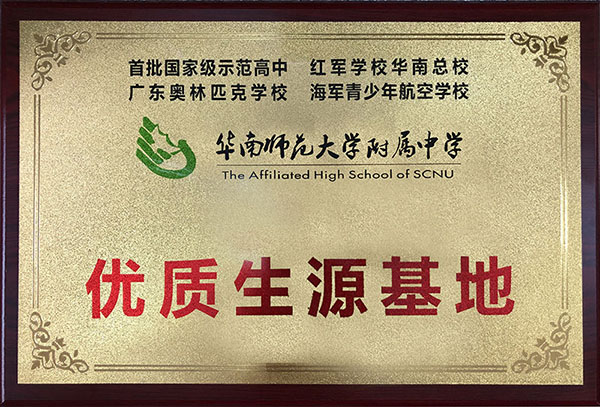 首批国家级示范高中 红军学校华南总校
广东奥林匹克学校 海军青少年航空学校
华南师范大学附属中学
The Affiliated High School of SCNU
优质生源基地